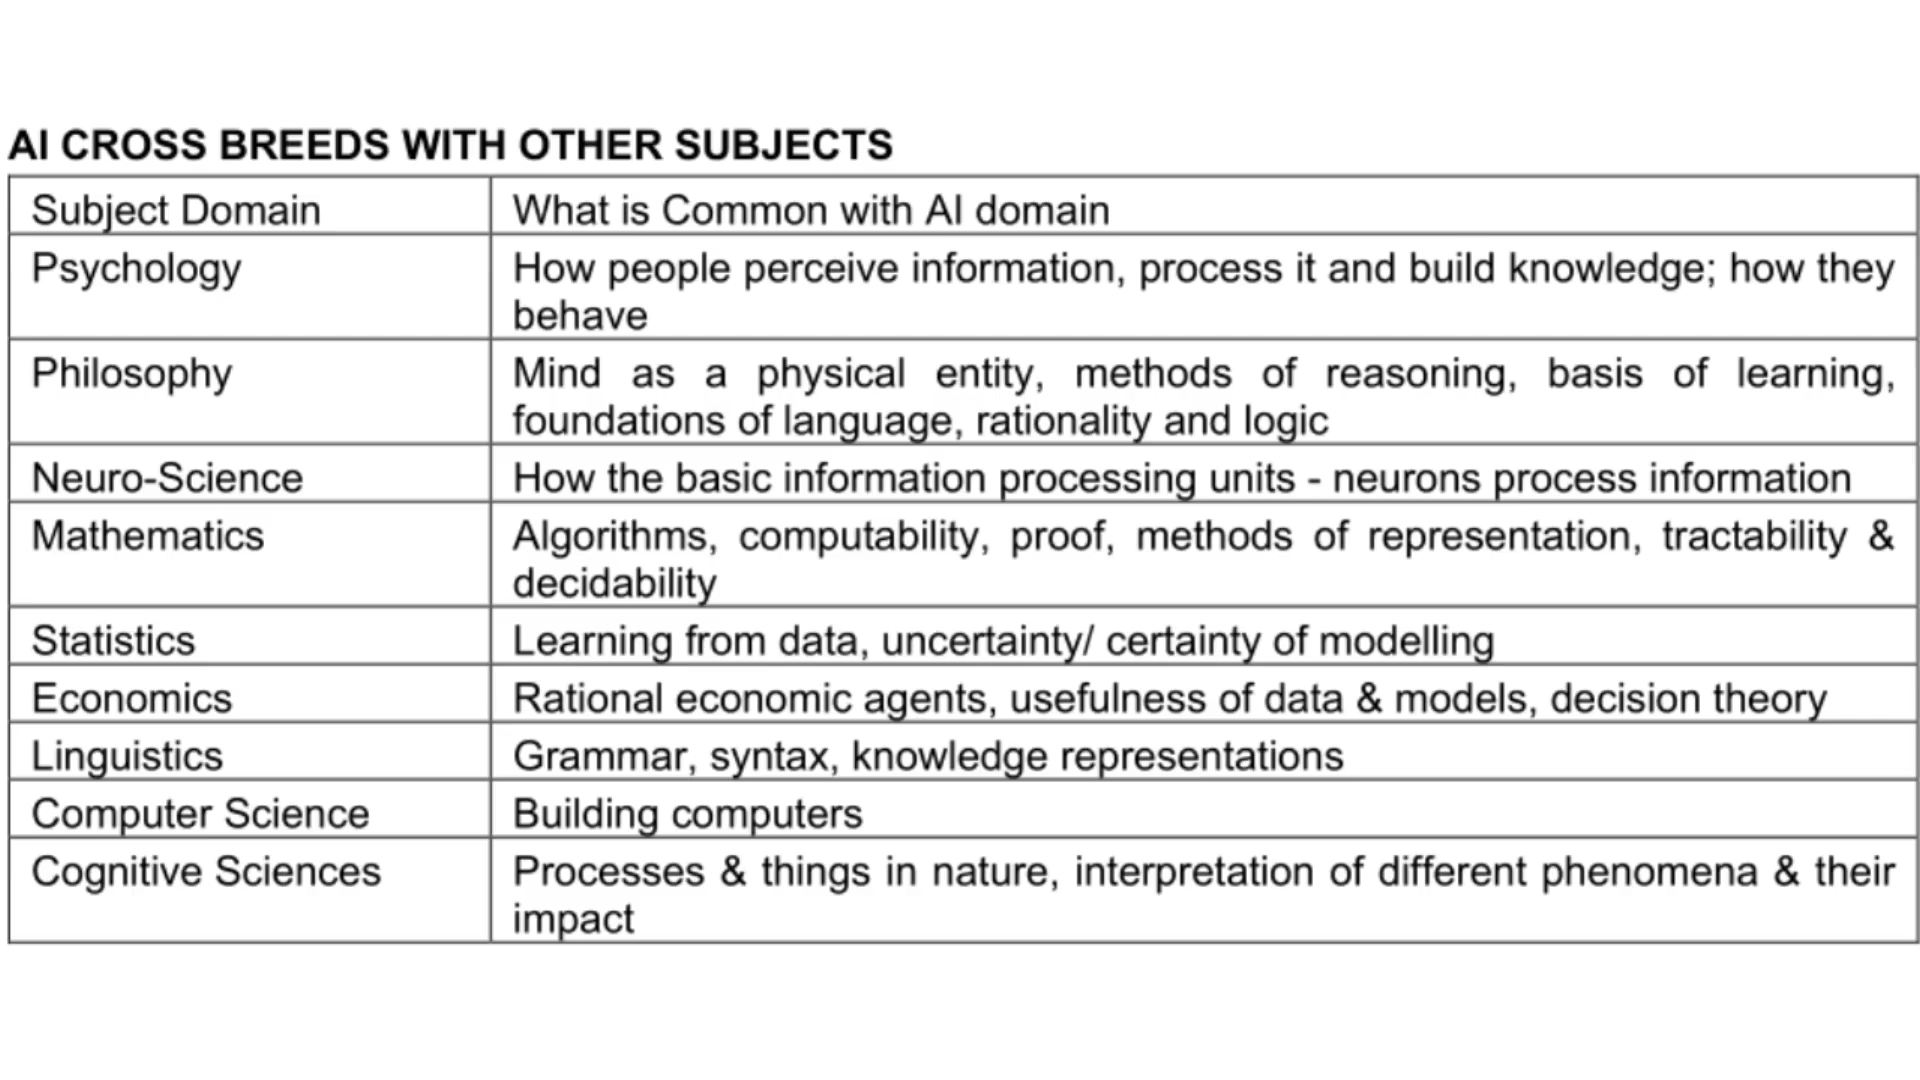 AI CROSS BREEDS WITH OTHER SUBJECTS
Subject Domain
What is Common with AI domain
Psychology
How people perceive information, process it and build knowledge; how they
behave
Philosophy
Mind as a physical entity, methods of reasoning, basis of learning,
foundations of language, rationality and logic
Neuro-Science
How the basic information processing units - neurons process information
Mathematics
Algorithms, computability, proof, methods of representation, tractability &
decidability
Statistics
Learning from data, uncertainty/ certainty of modelling
Economics
Rational economic agents, usefulness of data & models, decision theory
Linguistics
Grammar, syntax, knowledge representations
Computer Science
Building computers
Cognitive Sciences
Processes & things in nature, interpretation of different phenomena & their
impact